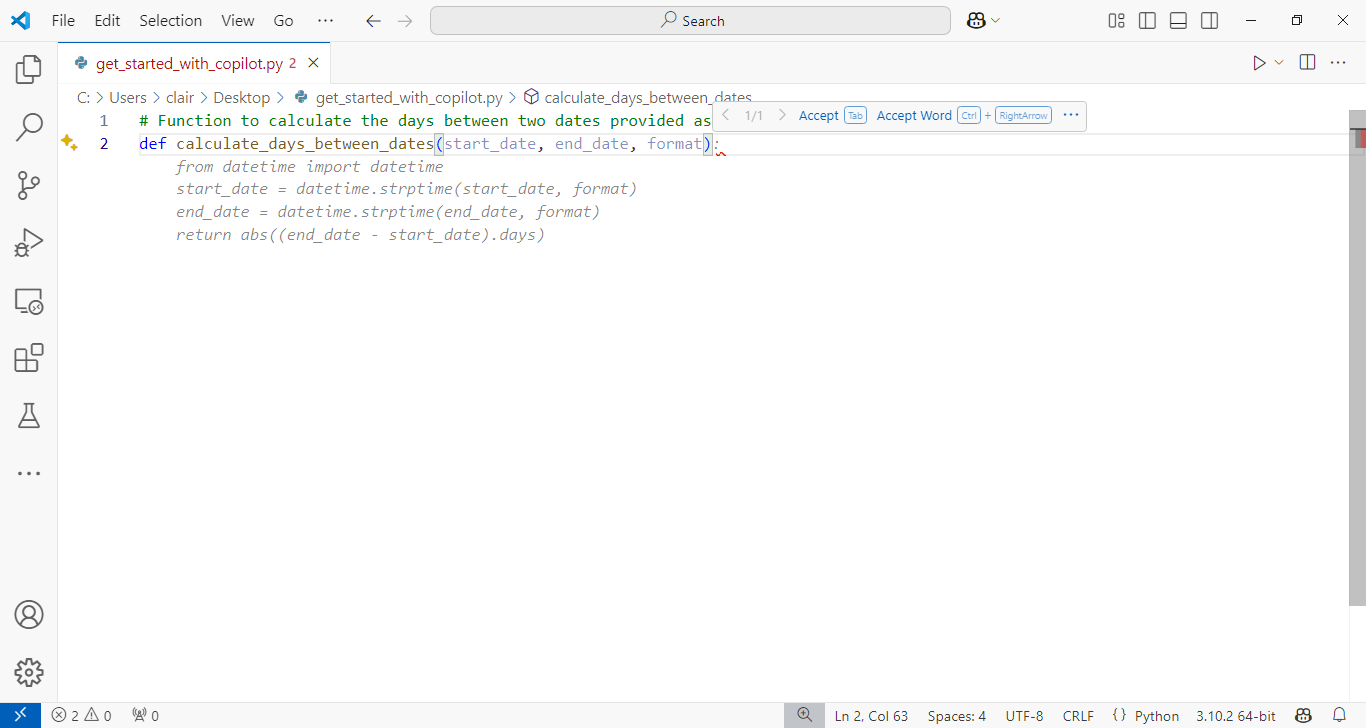 File Edit Selection View Go ··· Search
get_started_with_copilot.py 2
C: > Users > clair > Desktop > get_started_with_copilot.py > calculate_days_between_dates
1/1 Accept Tab Accept Word Ctrl + RightArrow ···
1 # Function to calculate the days between two dates provided as
2 def calculate_days_between_dates(start_date, end_date, format):
from datetime import datetime
start_date = datetime.strptime(start_date, format)
end_date = datetime.strptime(end_date, format)
return abs((end_date - start_date).days)
2 0 0 Ln 2, Col 63 Spaces: 4 UTF-8 CRLF {} Python 3.10.2 64-bit